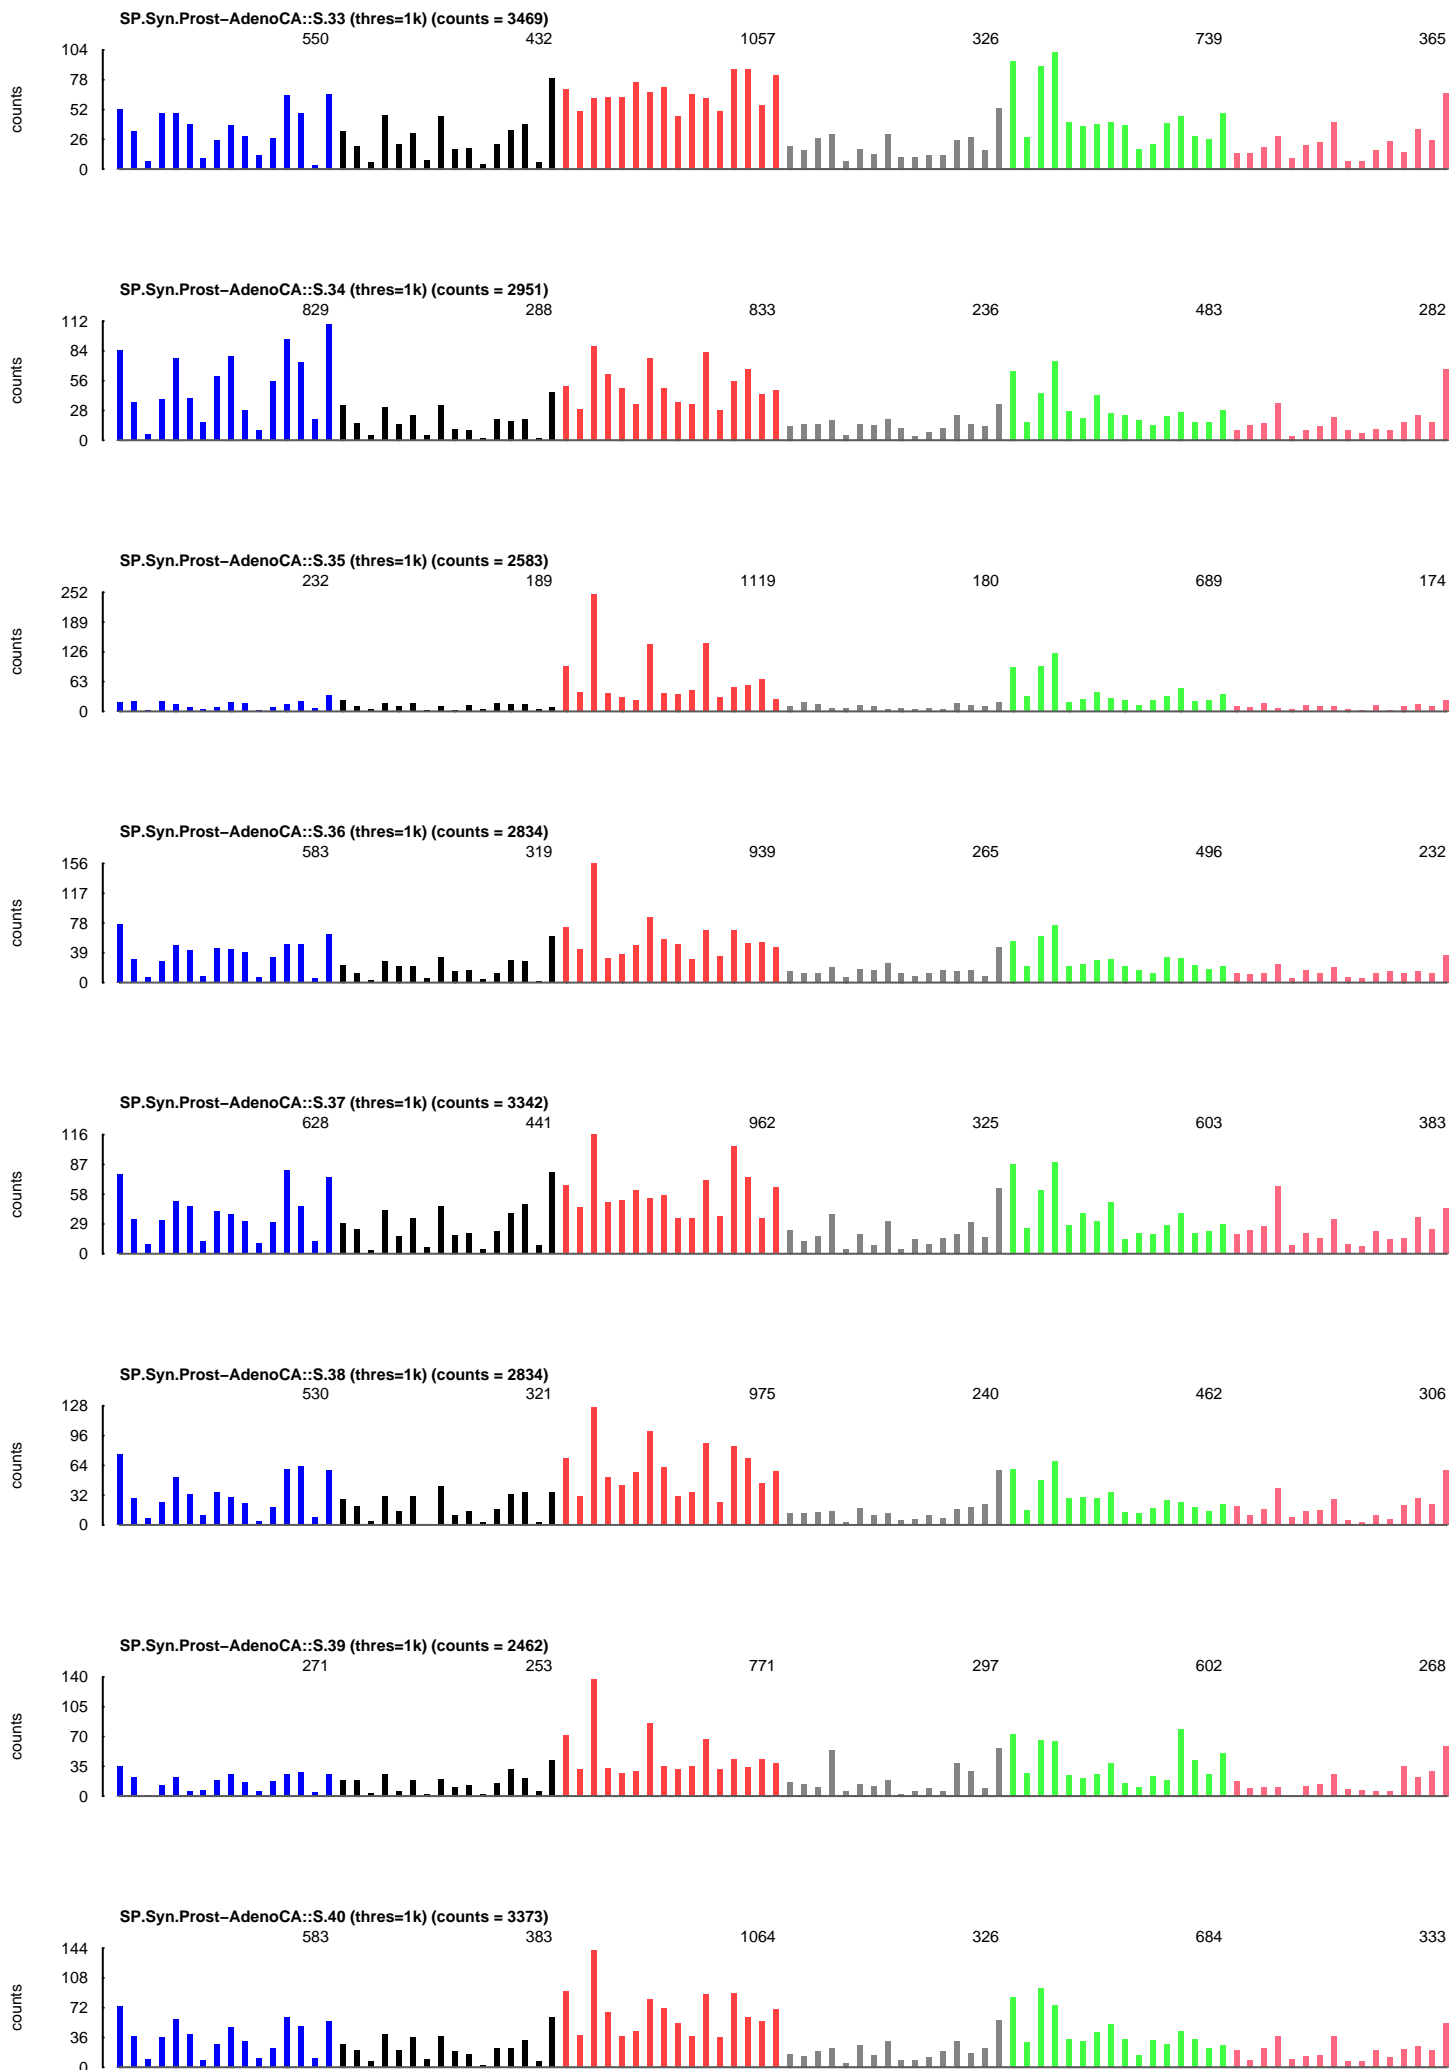 SP.Syn.Prost−AdenoCA::S.33 (thres=1k) (counts = 3469)
550 432 1057 326 739 365
104
78
52
26
0
counts
SP.Syn.Prost−AdenoCA::S.34 (thres=1k) (counts = 2951)
829 288 833 236 483 282
112
84
56
28
0
counts
SP.Syn.Prost−AdenoCA::S.35 (thres=1k) (counts = 2583)
232 189 1119 180 689 174
252
189
126
63
0
counts
SP.Syn.Prost−AdenoCA::S.36 (thres=1k) (counts = 2834)
583 319 939 265 496 232
156
117
78
39
0
counts
SP.Syn.Prost−AdenoCA::S.37 (thres=1k) (counts = 3342)
628 441 962 325 603 383
116
87
58
29
0
counts
SP.Syn.Prost−AdenoCA::S.38 (thres=1k) (counts = 2834)
530 321 975 240 462 306
128
96
64
32
0
counts
SP.Syn.Prost−AdenoCA::S.39 (thres=1k) (counts = 2462)
271 253 771 297 602 268
140
105
70
35
0
counts
SP.Syn.Prost−AdenoCA::S.40 (thres=1k) (counts = 3373)
583 383 1064 326 684 333
144
108
72
36
0
counts